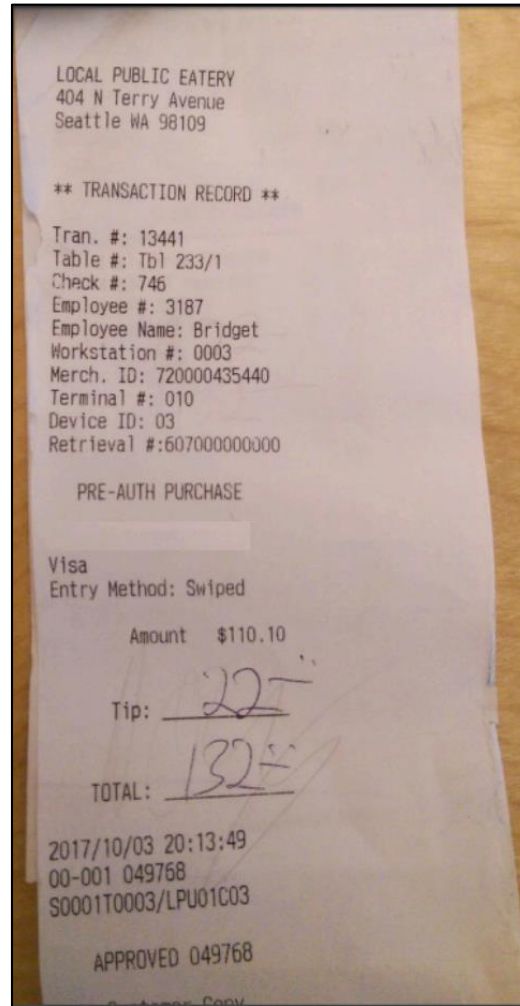 LOCAL PUBLIC EATERY
404 N Terry Avenue
Seattle WA 98109
** TRANSACTION RECORD **
Tran. #: 13441
Table #: Tbl 233/1
Check #: 746
Employee #: 3187
Employee Name: Bridget
Workstation #: 0003
Merch. ID: 720000435440
Terminal #: 010
Device ID: 03
Retrieval #:607000000000
PRE-AUTH PURCHASE
Visa
Entry Method: Swiped
Amount $110.10
Tip: 22
TOTAL: 132
2017/10/03 20:13:49
00-001 049768
S0001T0003/LPU01C03
APPROVED 049768
Customer Copy